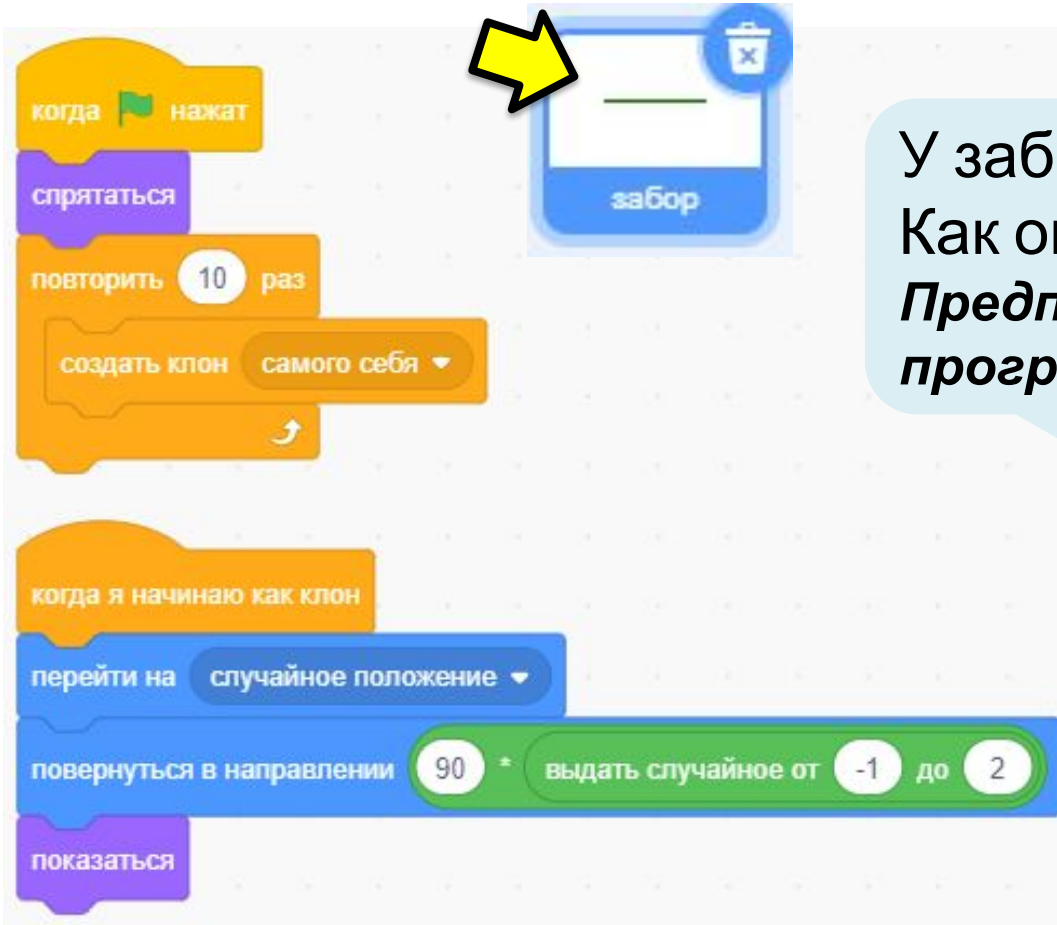 когда нажат
спрятаться
повторить 10 раз
создать клон самого себя
забор
У заб
Как о
Предп
прогр
когда я начинаю как клон
перейти на случайное положение
повернуться в направлении 90 * выдать случайное от -1 до 2
показаться